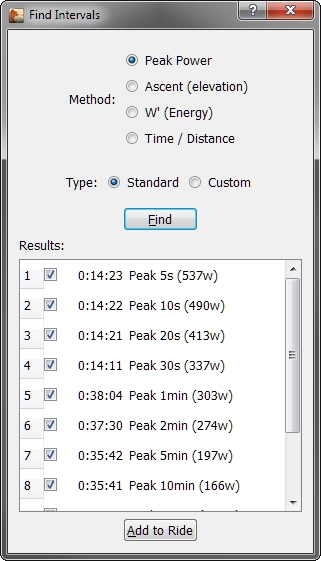 Find Intervals
Peak Power
Ascent (elevation)
Method:
W' (Energy)
Time / Distance
Type: Standard Custom
Find
Results:
1 0:14:23 Peak 5s (537w)
2 0:14:22 Peak 10s (490w)
3 0:14:21 Peak 20s (413w)
4 0:14:11 Peak 30s (337w)
5 0:38:04 Peak 1min (303w)
6 0:37:30 Peak 2min (274w)
7 0:35:42 Peak 5min (197w)
8 0:35:41 Peak 10min (166w)
Add to Ride